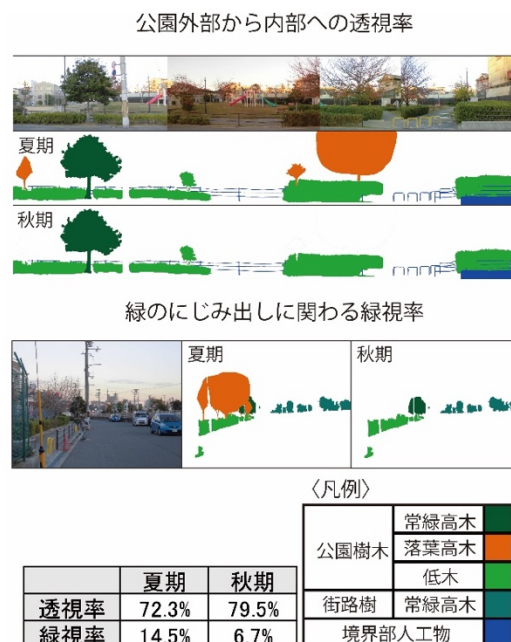 公園外部から内部への透視率
夏期
秋期
緑のにじみ出しに関わる緑視率
夏期
秋期
〈凡例〉
公園樹木
常緑高木
落葉高木
低木
街路樹
常緑高木
境界部人工物
夏期 秋期
透視率 72.3% 79.5%
緑視率 14.5% 6.7%